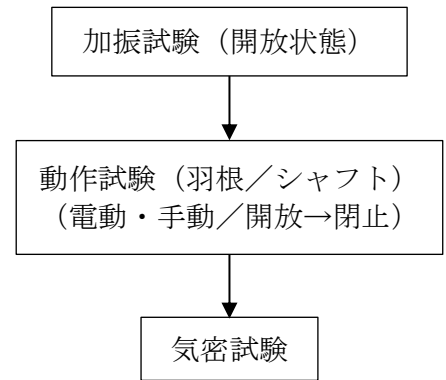 加振試験（開放状態）
動作試験（羽根／シャフト）
（電動・手動／開放→閉止）
気密試験